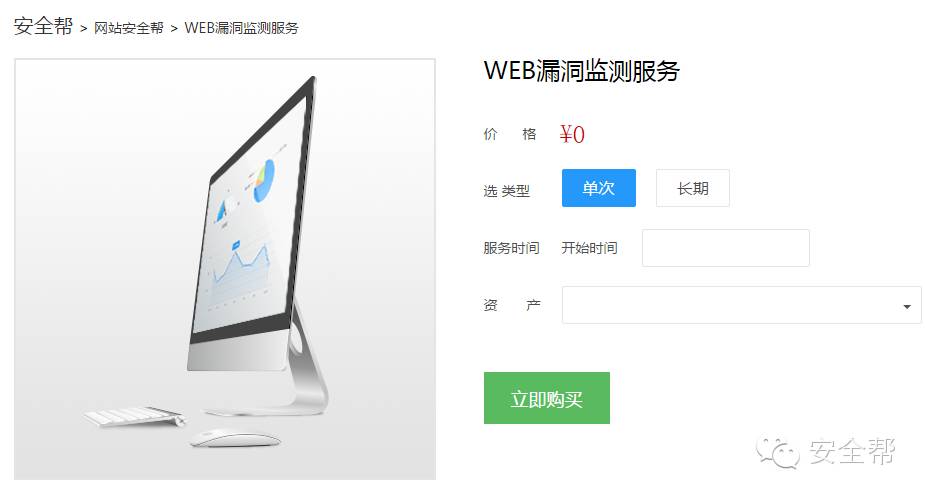 安全帮 > 网站安全帮 > WEB漏洞监测服务
WEB漏洞监测服务
价 格 ¥0
选 类型 单次 长期
服务时间 开始时间
资 产
立即购买
安全帮